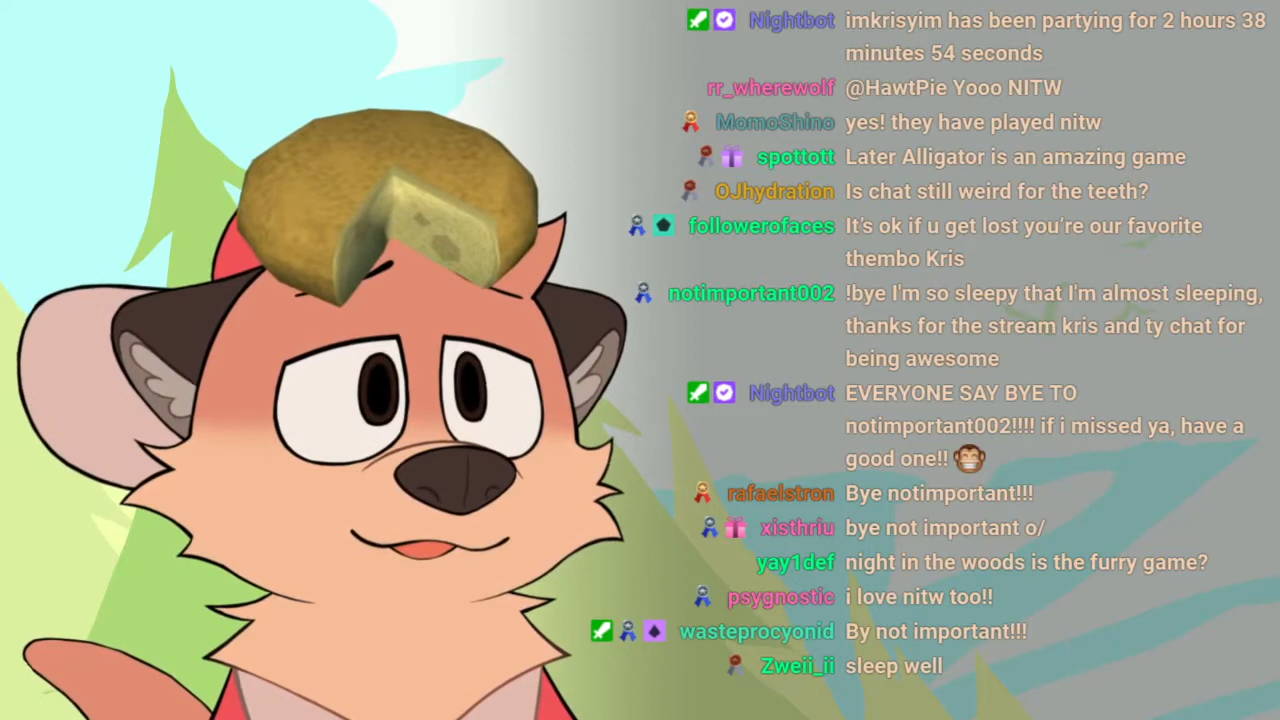 Nightbot imkrisyim has been partying for 2 hours 38
minutes 54 seconds
rr_wherewolf @HawtPie Yooo NITW
MomoShino yes! they have played nitw
spottott Later Alligator is an amazing game
OJhydration Is chat still weird for the teeth?
followerofaces It's ok if u get lost you're our favorite
thembo Kris
notimportant002 !bye I'm so sleepy that I'm almost sleeping,
thanks for the stream kris and ty chat for
being awesome
Nightbot EVERYONE SAY BYE TO
notimportant002!!!! if i missed ya, have a
good one!!
rafaelstron Bye notimportant!!!
xisthriu bye not important o/
yay1def night in the woods is the furry game?
psygnostic i love nitw too!!
wasteprocyonid By not important!!!
Zweii_ii sleep well